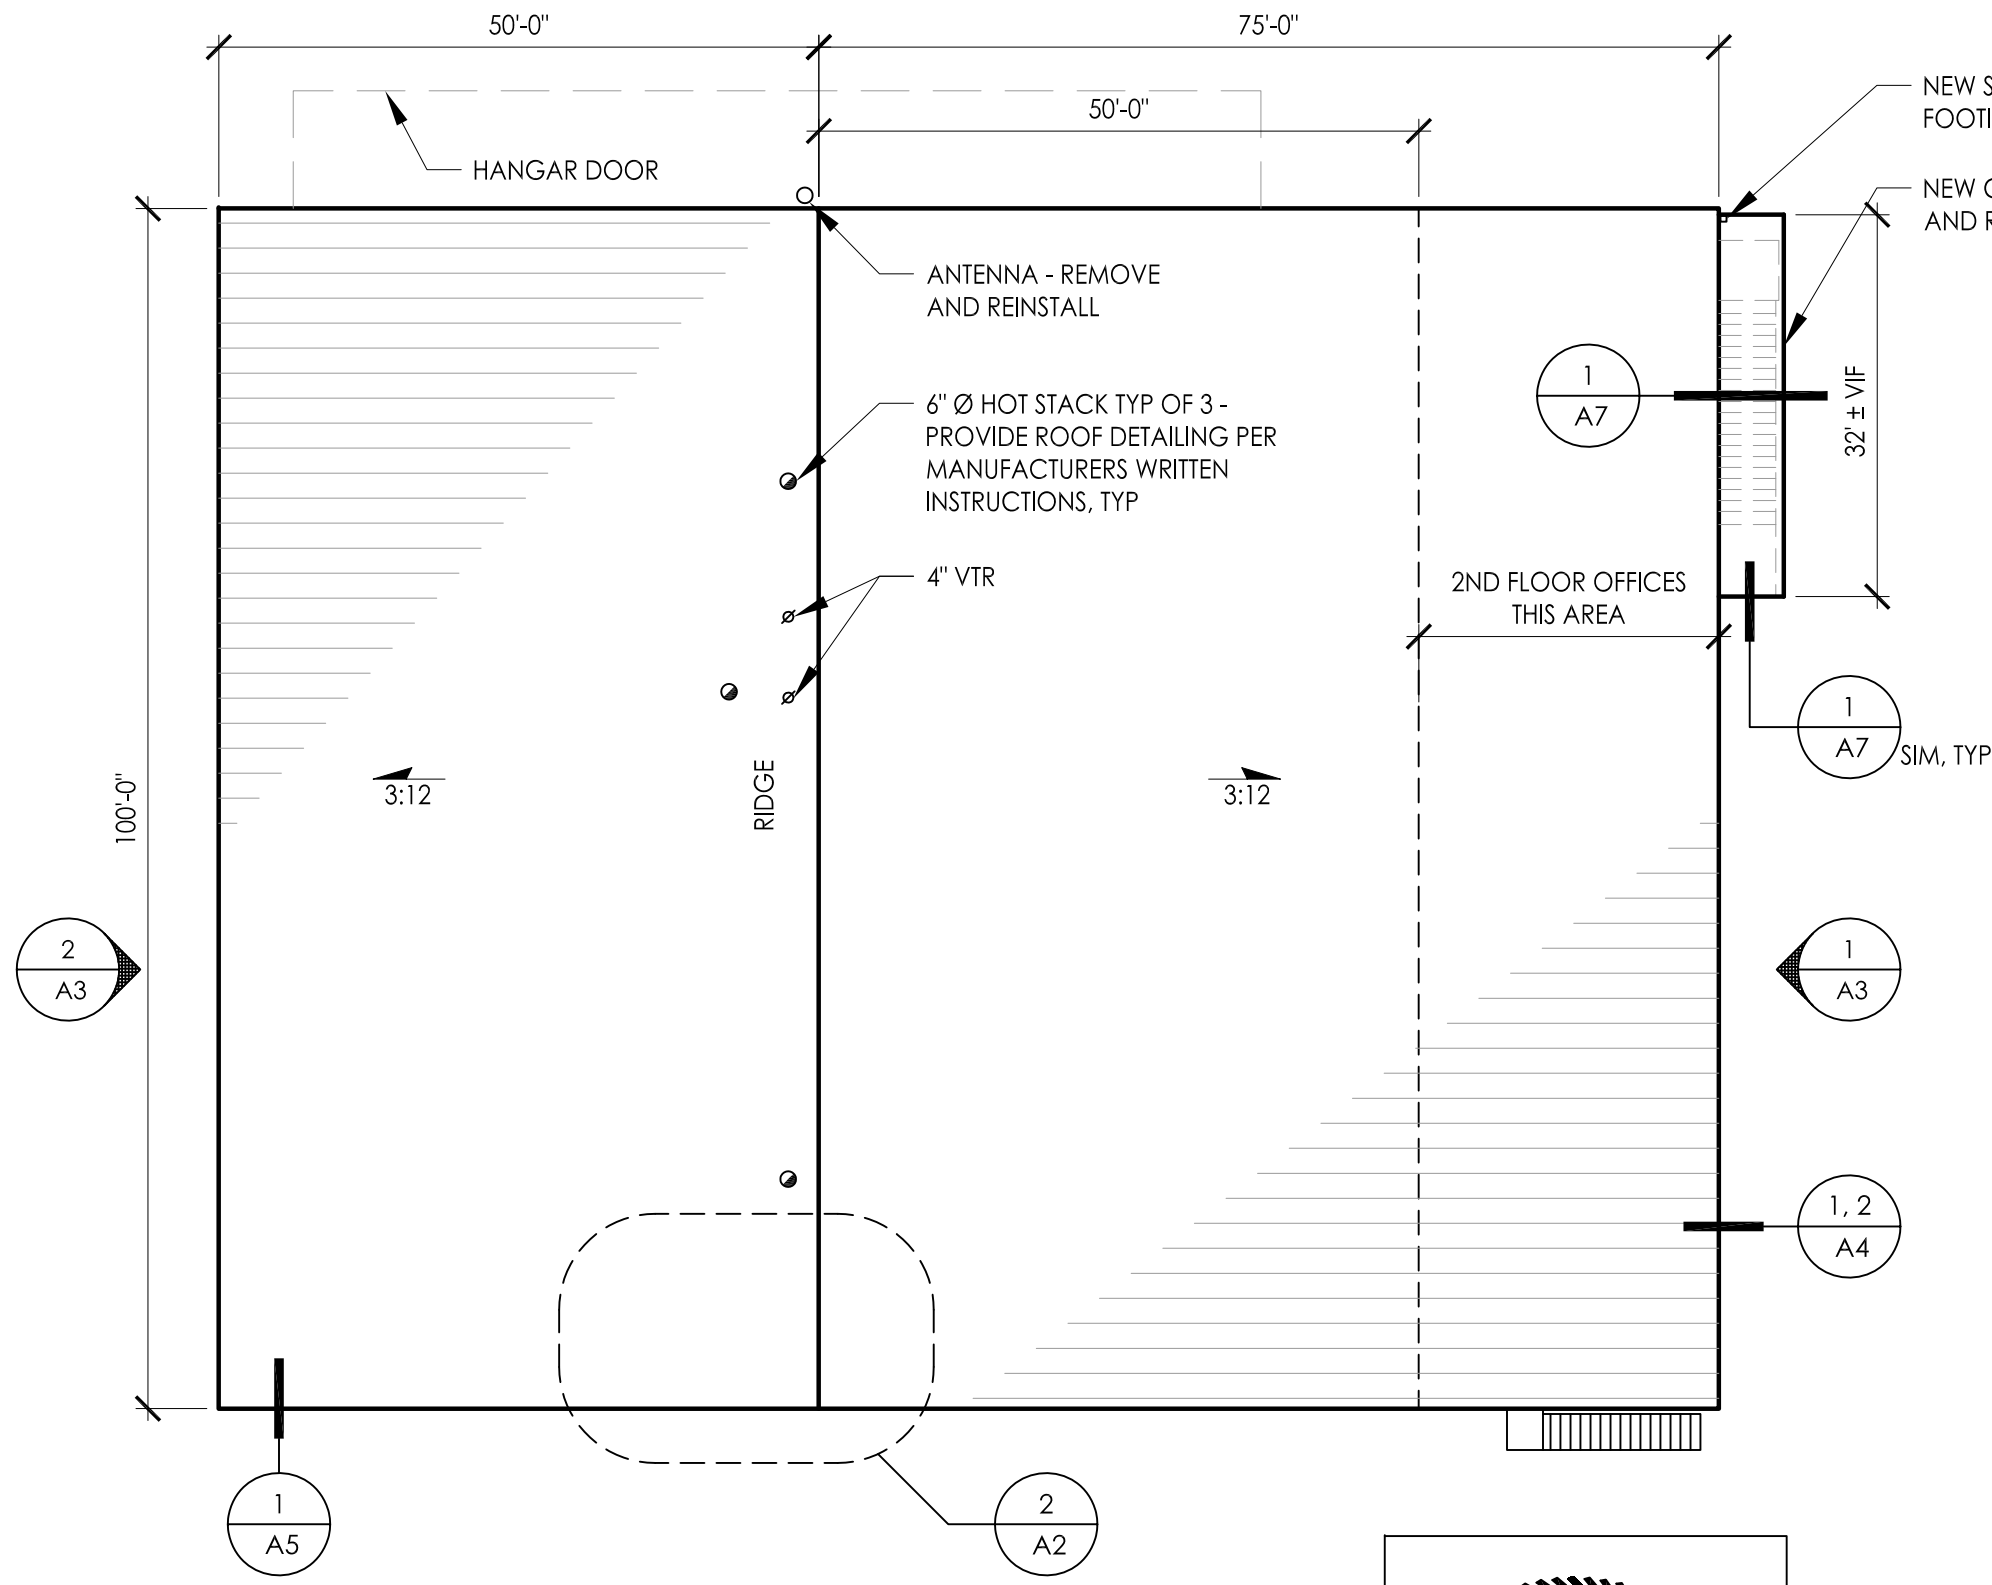 50'-0"
75'-0"
50'-0"
NEW
HANGAR DOOR
NEW
AND
ANTENNA - REMOVE
AND REINSTALL
1
A7
32' ± VIF
6" Ø HOT STACK TYP OF 3 -
PROVIDE ROOF DETAILING PER
MANUFACTURERS WRITTEN
INSTRUCTIONS, TYP
4" VTR
2ND FLOOR OFFICES
THIS AREA
1
A7
SIM, TYP
100'-0"
3:12
RIDGE
3:12
2
A3
1
A3
1, 2
A4
1
A5
2
A2